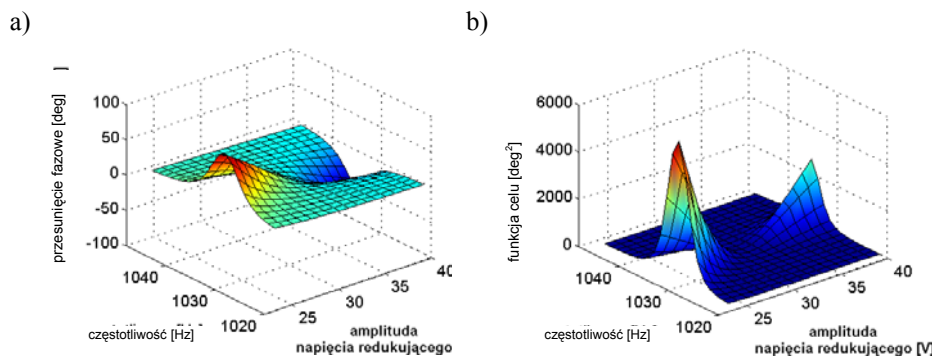 a)
przesunięcie fazowe [deg]
100
50
0
-50
-100
1040
1030
1020
25
30
35
40
częstotliwość [Hz]
amplituda
napięcia redukującego
b)
funkcja celu [deg²]
6000
4000
2000
0
1040
1030
1020
25
30
35
40
częstotliwość [Hz]
amplituda
napięcia redukującego [V]